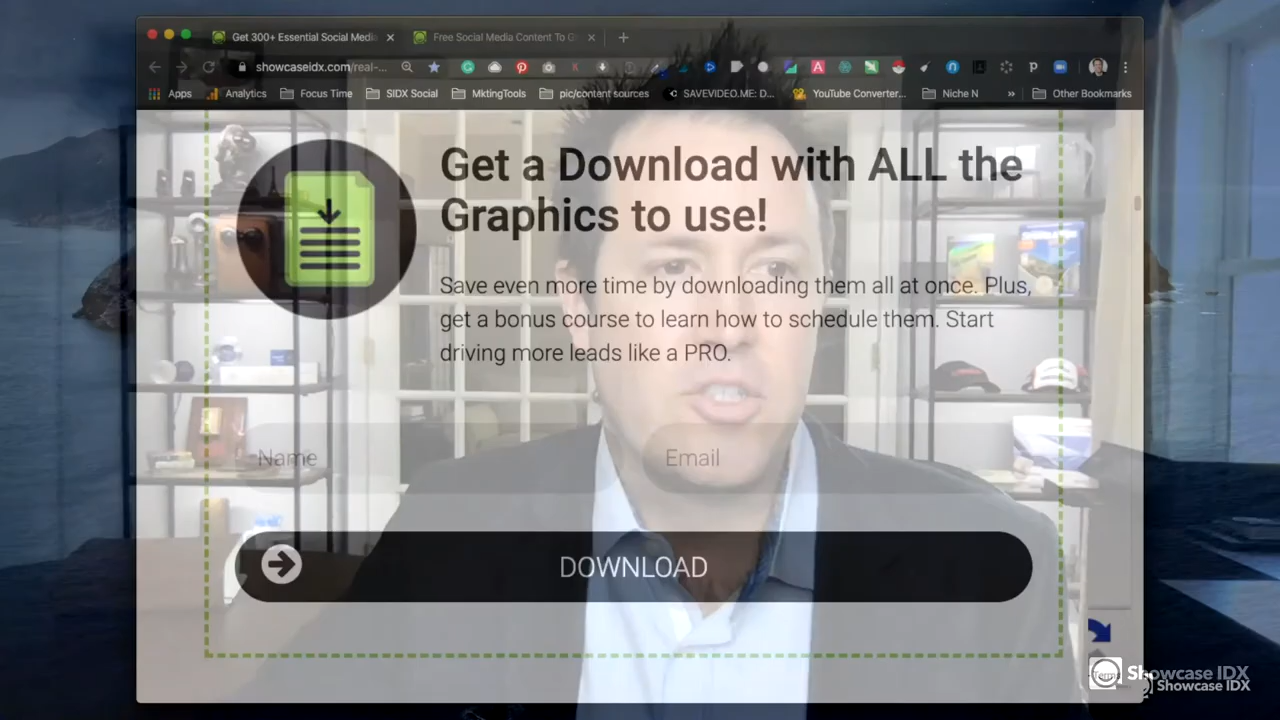 Get 300+ Essential Social Media
Free Social Media Content To G
showcaseidx.com/real-...
Apps
Analytics
Focus Time
SIDX Social
MktingTools
pic/content sources
SAVEVIDEO.ME: D...
YouTube Converter...
Niche N
»
Other Bookmarks
Get a Download with ALL the
Graphics to use!
Save even more time by downloading them all at once. Plus,
get a bonus course to learn how to schedule them. Start
driving more leads like a PRO.
Name
Email
DOWNLOAD
Showcase IDX
Showcase IDX